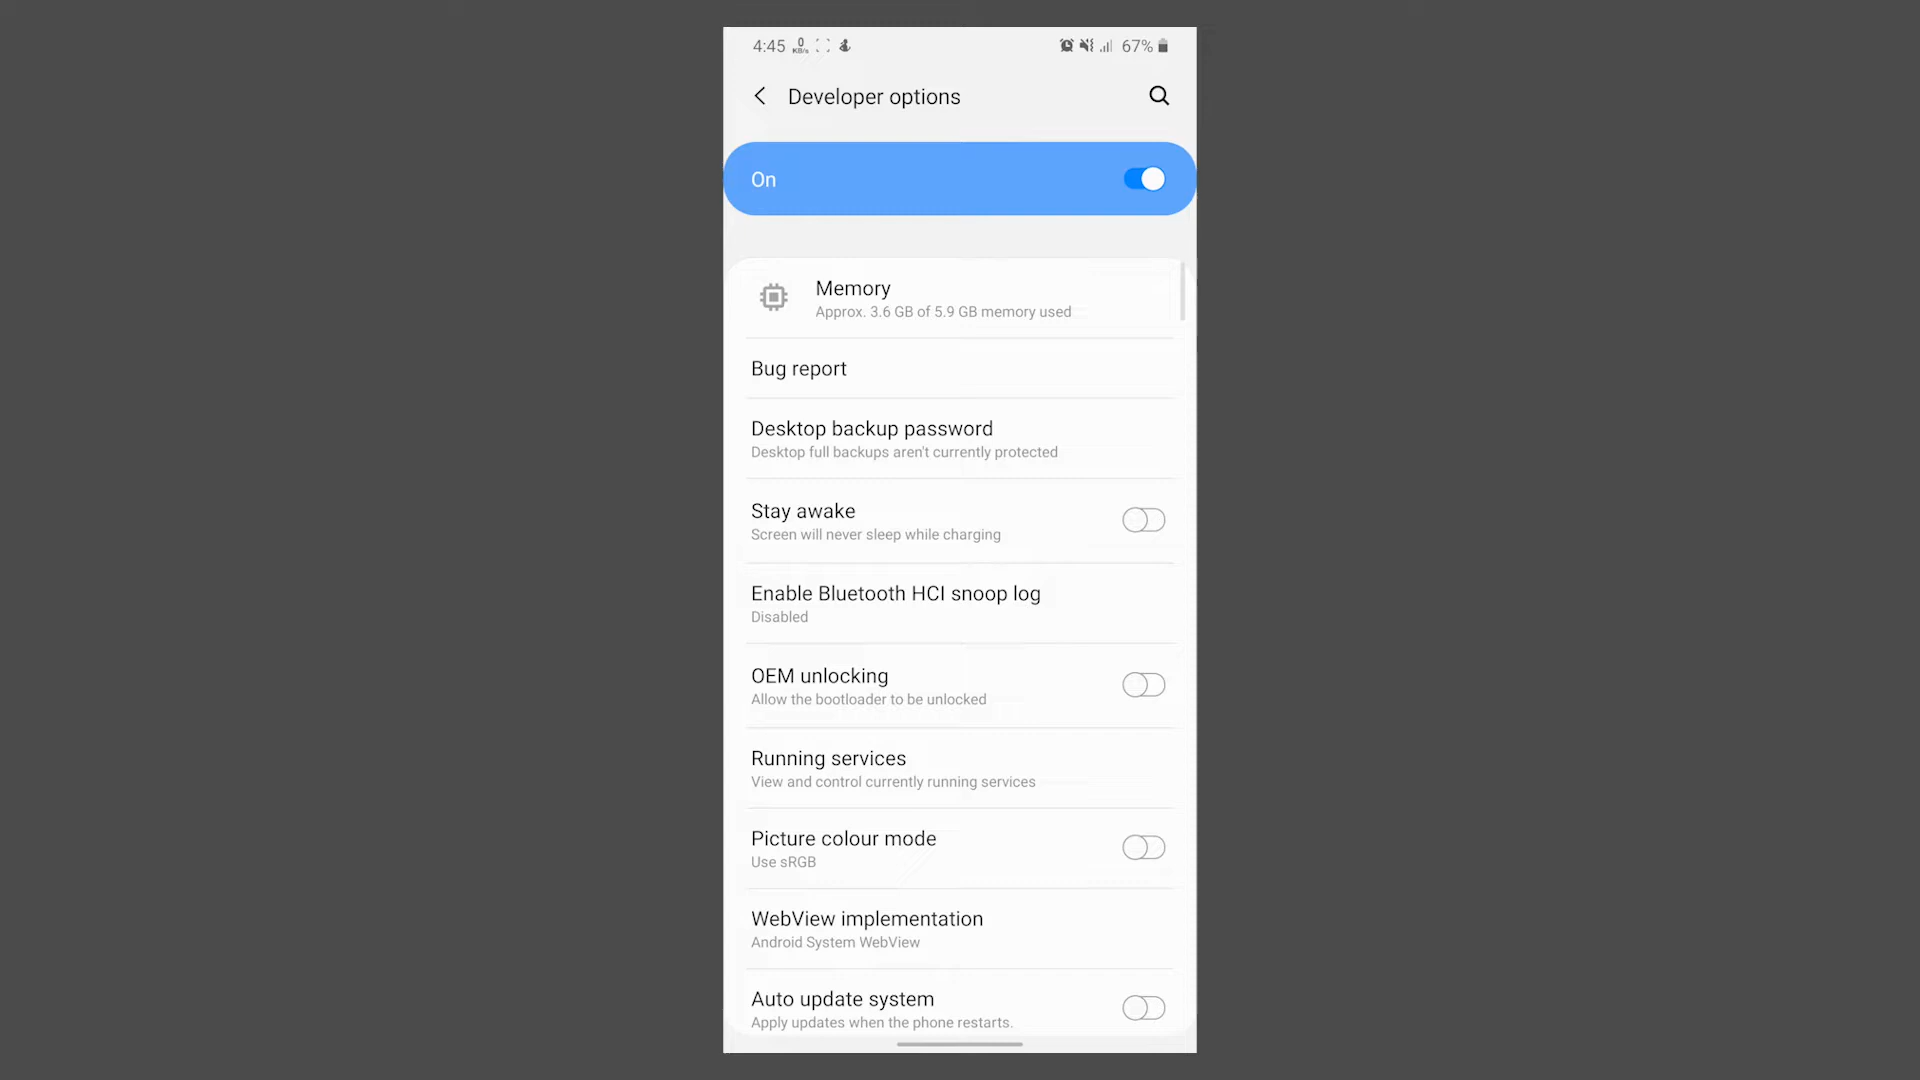 4:45 0 KB/s 67%
Developer options
On
Memory
Approx. 3.6 GB of 5.9 GB memory used
Bug report
Desktop backup password
Desktop full backups aren't currently protected
Stay awake
Screen will never sleep while charging
Enable Bluetooth HCI snoop log
Disabled
OEM unlocking
Allow the bootloader to be unlocked
Running services
View and control currently running services
Picture colour mode
Use sRGB
WebView implementation
Android System WebView
Auto update system
Apply updates when the phone restarts.